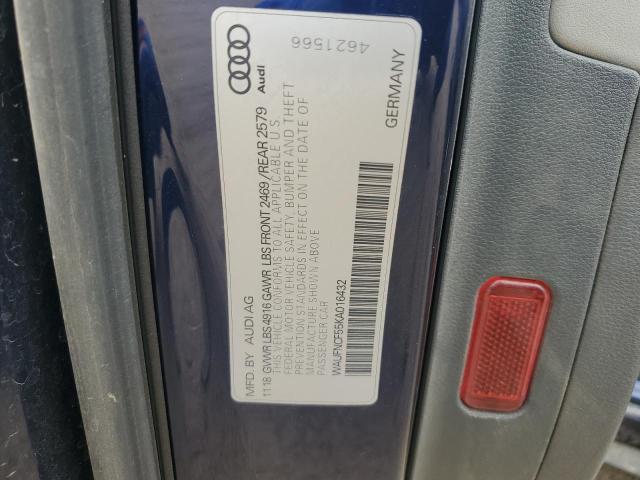 Audi
4621566
MFD. BY AUDI AG
11 18 GVWR LBS 4916 GAWR LBS FRONT 2469 /REAR 2579
THIS VEHICLE CONFORMS TO ALL APPLICABLE U S
FEDERAL MOTOR VEHICLE SAFETY, BUMPER AND THEFT
PREVENTION STANDARDS IN EFFECT ON THE DATE OF
MANUFACTURE SHOWN ABOVE
PASSENGER CAR
WAUFNCF55KA016432
GERMANY